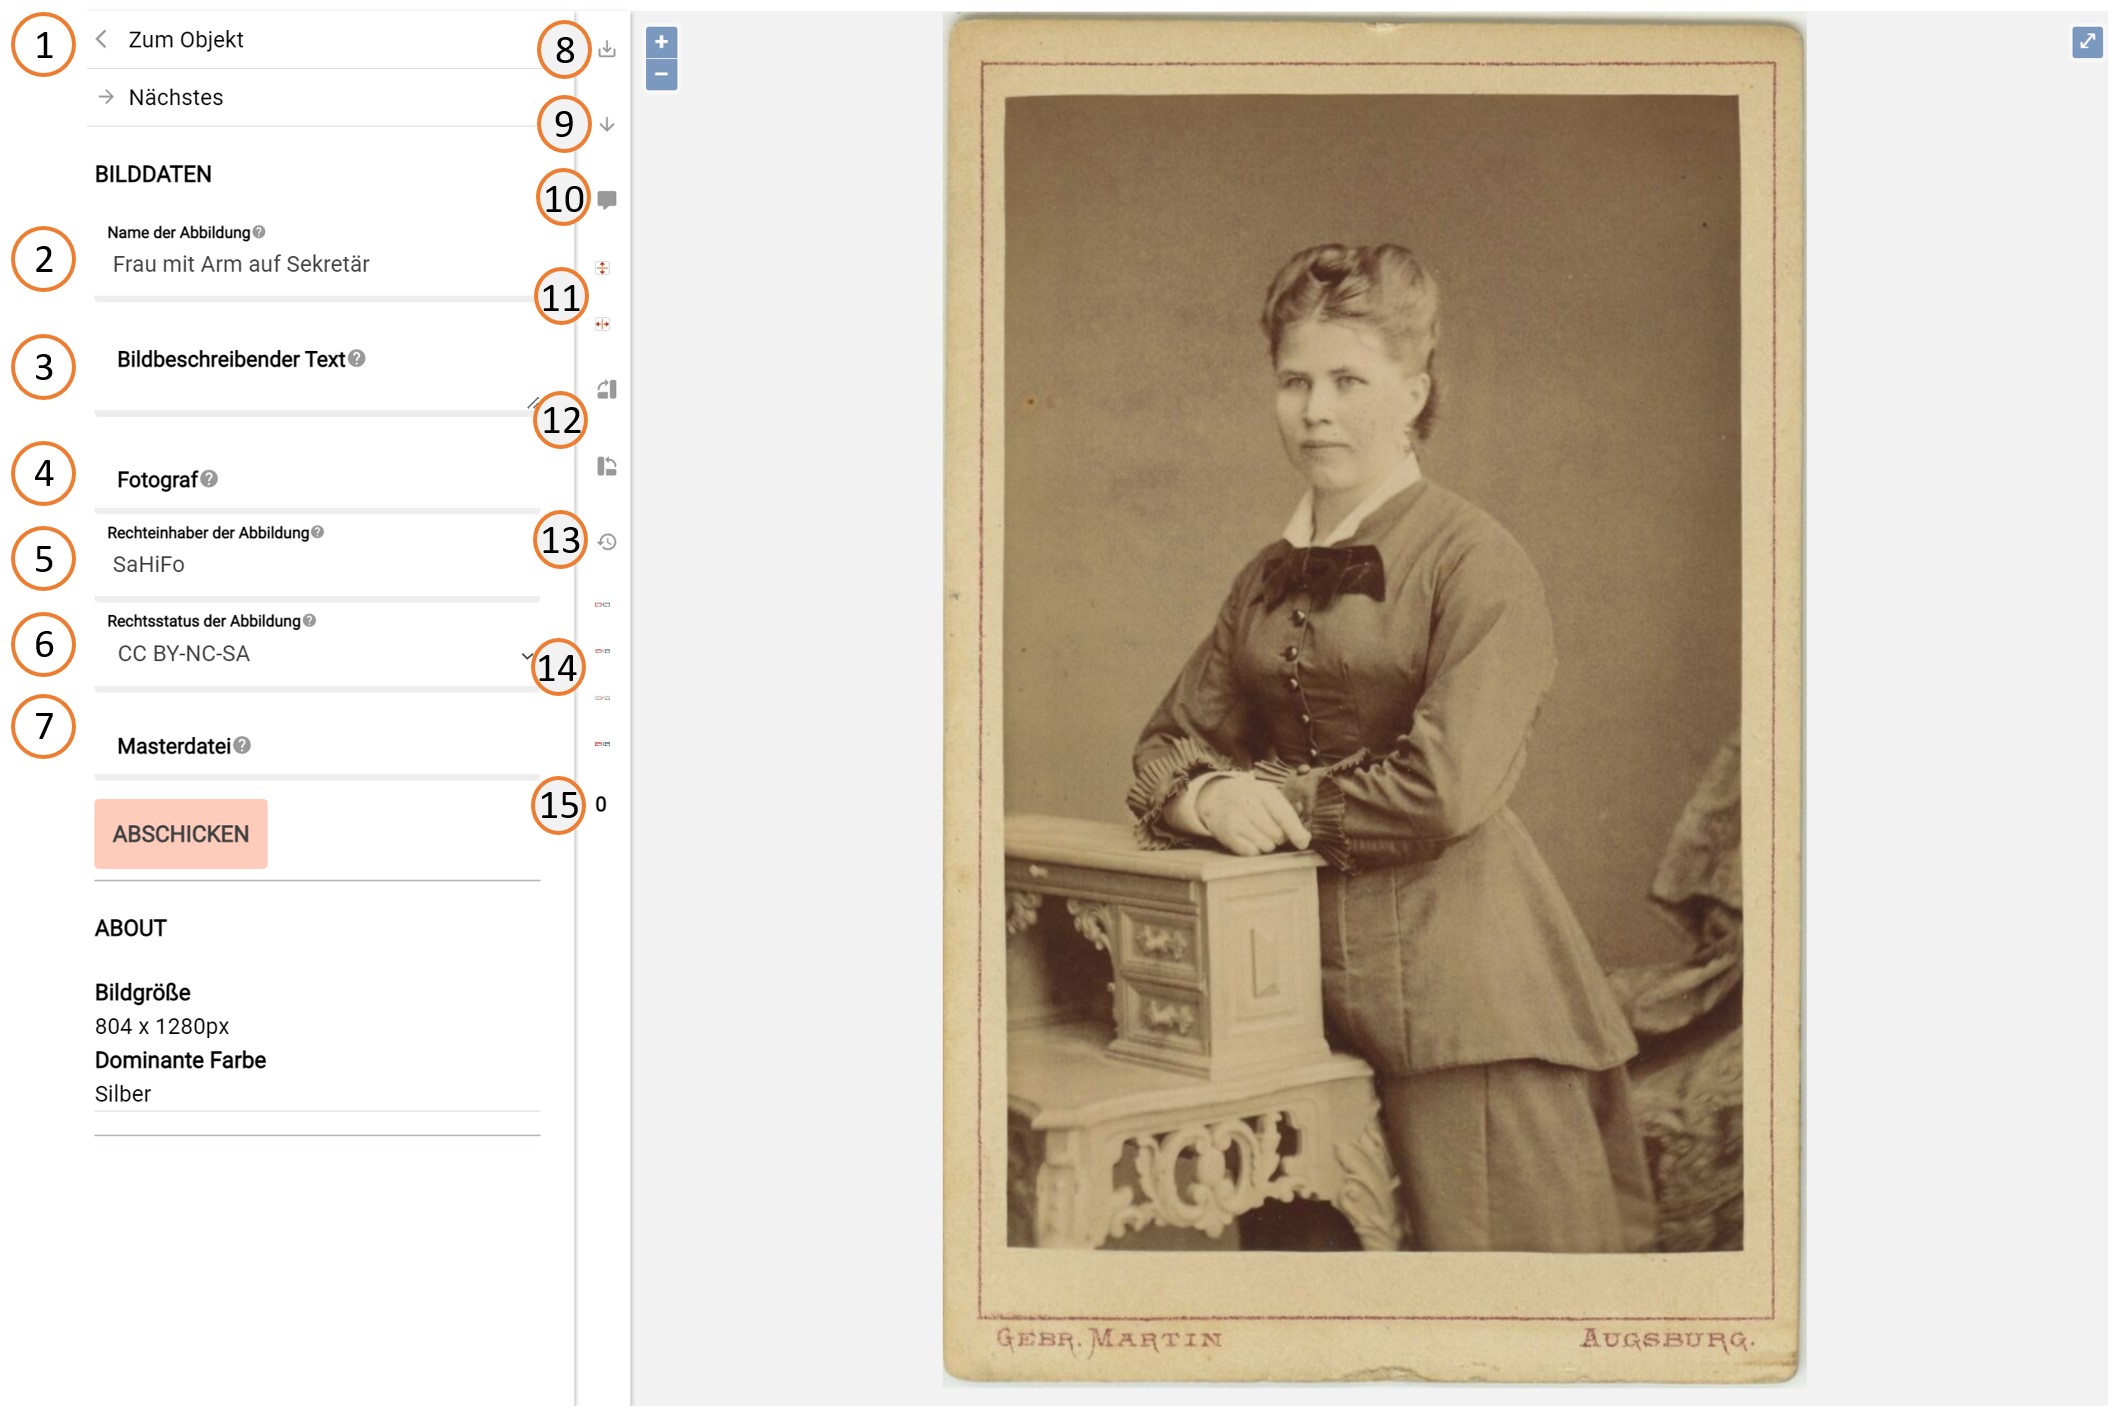 1
Zum Objekt
Nächstes
BILDDATEN
2
Name der Abbildung
Frau mit Arm auf Sekretär
3
Bildbeschreibender Text
4
Fotograf
5
Rechteinhaber der Abbildung
SaHiFo
6
Rechtsstatus der Abbildung
CC BY-NC-SA
7
Masterdatei
ABSCHICKEN
ABOUT
Bildgröße
804 x 1280px
Dominante Farbe
Silber
8
9
10
11
12
13
14
15 0
GEBR. MARTIN AUGSBURG.